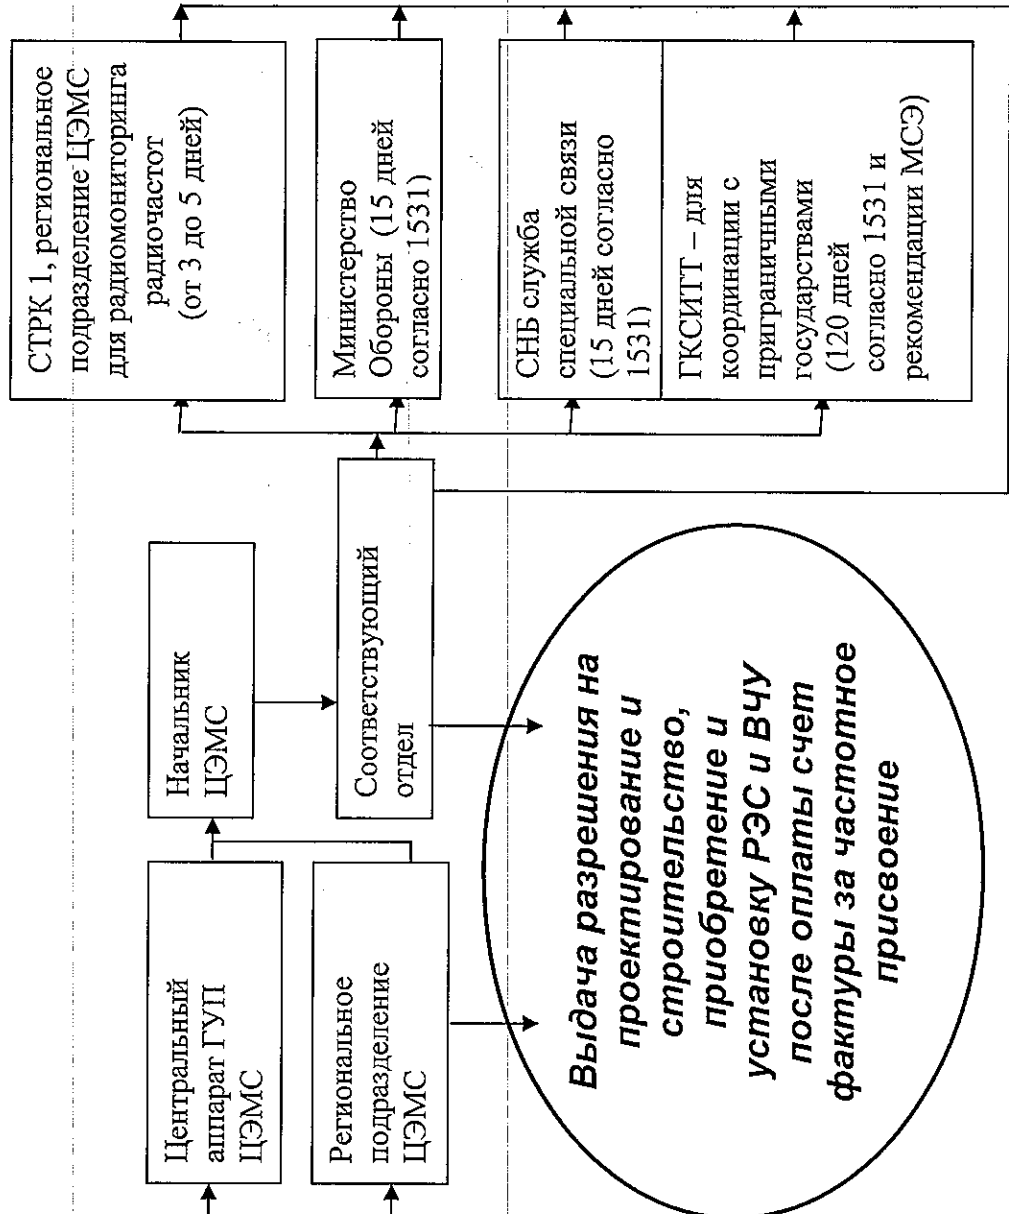 Центральный
аппарат ГУП
ЦЭМС
Региональное
подразделение
ЦЭМС
Начальник
ЦЭМС
Соответствующий
отдел
СТРК 1, региональное
подразделение ЦЭМС
для радиомониторинга
радиочастот
(от 3 до 5 дней)
Министерство
Обороны (15 дней
согласно 1531)
СНБ служба
специальной связи
(15 дней согласно
1531)
ГКСИТТ – для
координации с
приграничными
государствами
(120 дней
согласно 1531 и
рекомендации МСЭ)
Выдача разрешения на
проектирование и
строительство,
приобретение и
установку РЭС и ВЧУ
после оплаты счет
фактуры за частотное
присвоение